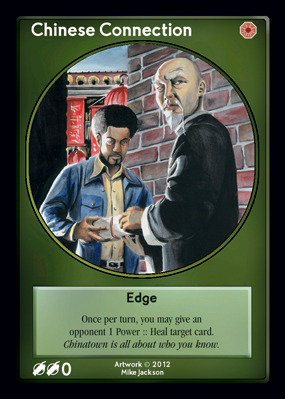 Chinese Connection
Edge
Once per turn, you may give an
opponent 1 Power :: Heal target card.
Chinatown is all about who you know.
0
Artwork © 2012
Mike Jackson